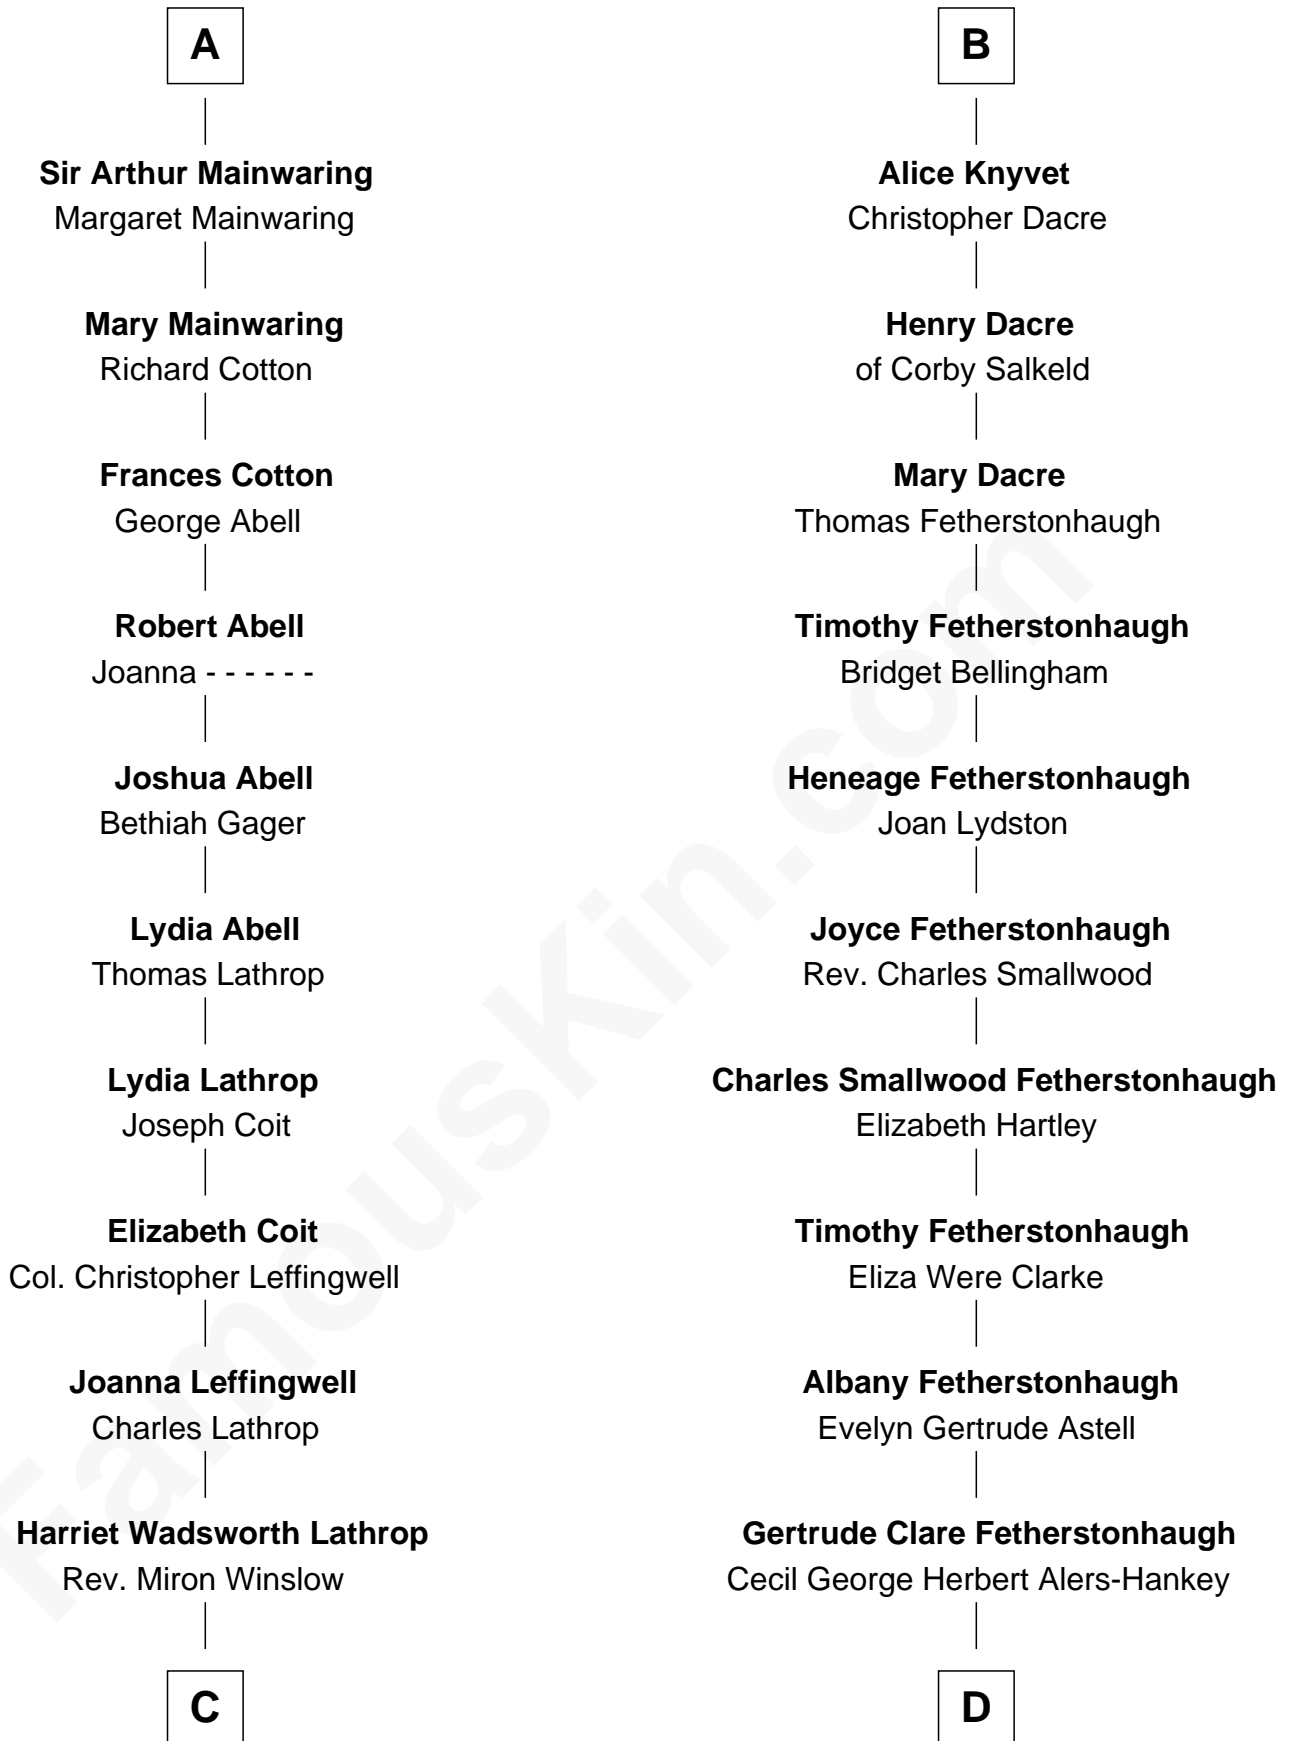 A
Sir Arthur Mainwaring
Margaret Mainwaring
Mary Mainwaring
Richard Cotton
Frances Cotton
George Abell
Robert Abell
Joanna - - - - - -
Joshua Abell
Bethiah Gager
Lydia Abell
Thomas Lathrop
Lydia Lathrop
Joseph Coit
Elizabeth Coit
Col. Christopher Leffingwell
Joanna Leffingwell
Charles Lathrop
Harriet Wadsworth Lathrop
Rev. Miron Winslow
C
B
Alice Knyvet
Christopher Dacre
Henry Dacre
of Corby Salkeld
Mary Dacre
Thomas Fetherstonhaugh
Timothy Fetherstonhaugh
Bridget Bellingham
Heneage Fetherstonhaugh
Joan Lydston
Joyce Fetherstonhaugh
Rev. Charles Smallwood
Charles Smallwood Fetherstonhaugh
Elizabeth Hartley
Timothy Fetherstonhaugh
Eliza Were Clarke
Albany Fetherstonhaugh
Evelyn Gertrude Astell
Gertrude Clare Fetherstonhaugh
Cecil George Herbert Alers-Hankey
D
FamousKin.com